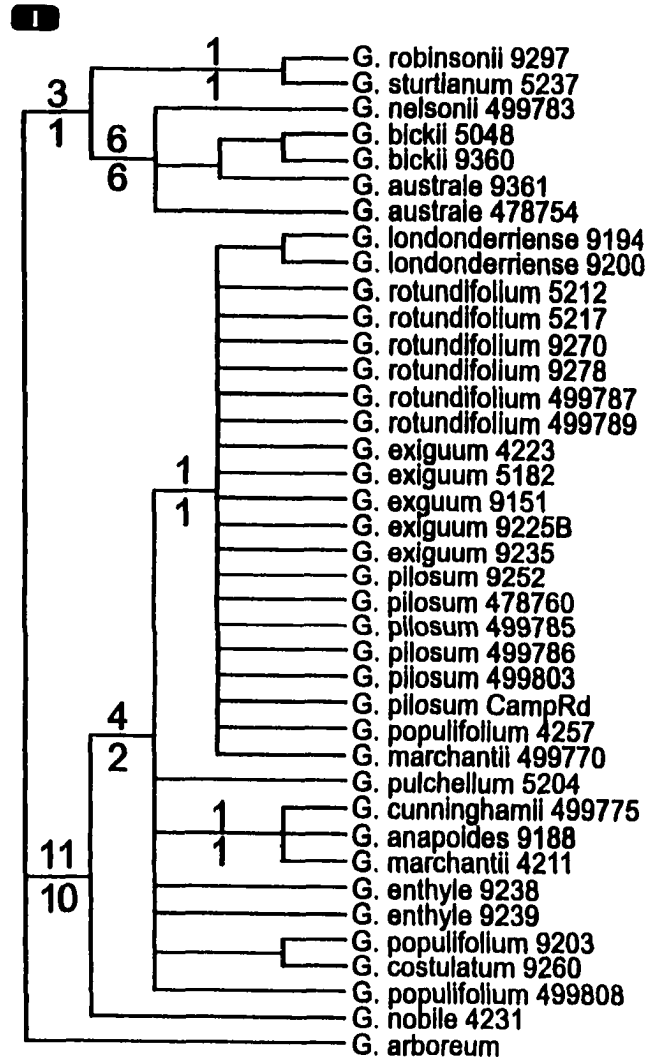 I
1
1
G. robinsonii 9297
G. sturtianum 5237
3
1
G. nelsonii 499783
6
6
G. bickii 5048
G. bickii 9360
G. australe 9361
G. australe 478754
G. londonderriense 9194
G. londonderriense 9200
G. rotundifolium 5212
G. rotundifolium 5217
G. rotundifolium 9270
G. rotundifolium 9278
G. rotundifolium 499787
G. rotundifolium 499789
G. exiguum 4223
1
1
G. exiguum 5182
G. exguum 9151
G. exiguum 9225B
G. exiguum 9235
G. pilosum 9252
G. pilosum 478760
G. pilosum 499785
G. pilosum 499786
G. pilosum 499803
G. pilosum CampRd
4
2
G. populifolium 4257
G. marchantii 499770
G. pulchellum 5204
G. cunninghamii 499775
1
1
G. anapoides 9188
G. marchantii 4211
11
10
G. enthyle 9238
G. enthyle 9239
G. populifolium 9203
G. costulatum 9260
G. populifolium 499808
G. nobile 4231
G. arboreum